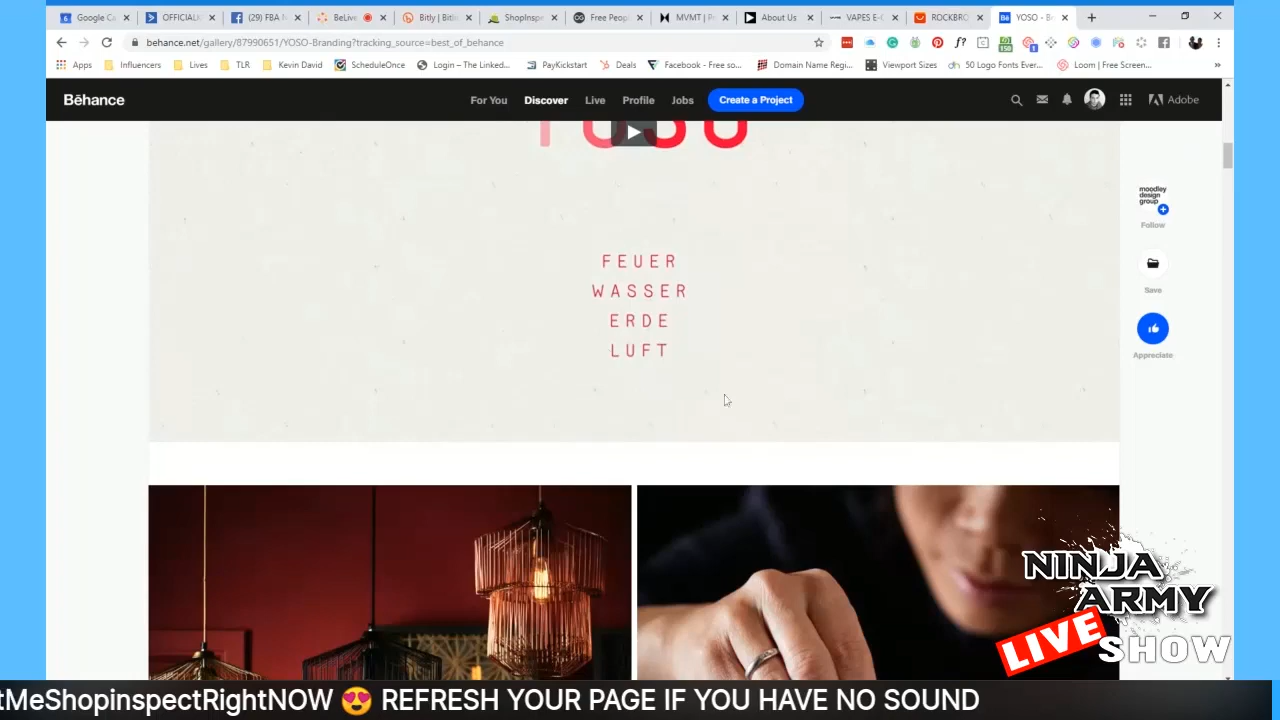 Google Ca
OFFICIAL
(29) FBA N
BeLive
Bitly | Bitli
ShopInspe
Free Peop
MVMT | P
About Us
VAPES E-C
ROCKBRO
YOSO - B
behance.net/gallery/87990651/YOSO-Branding?tracking_source=best_of_behance
Apps
Influencers
Lives
TLR
Kevin David
ScheduleOnce
Login – The Linked...
PayKickstart
Deals
Facebook - Free so...
Domain Name Regi...
Viewport Sizes
50 Logo Fonts Ever...
Loom | Free Screen...
Bēhance
For You
Discover
Live
Profile
Jobs
Create a Project
Adobe
YOSO
FEUER
WASSER
ERDE
LUFT
moodley
design
group
Follow
Save
Appreciate
NINJA
ARMY
LIVE
SHOW
tMeShopinspectRightNOW 😍 REFRESH YOUR PAGE IF YOU HAVE NO SOUND